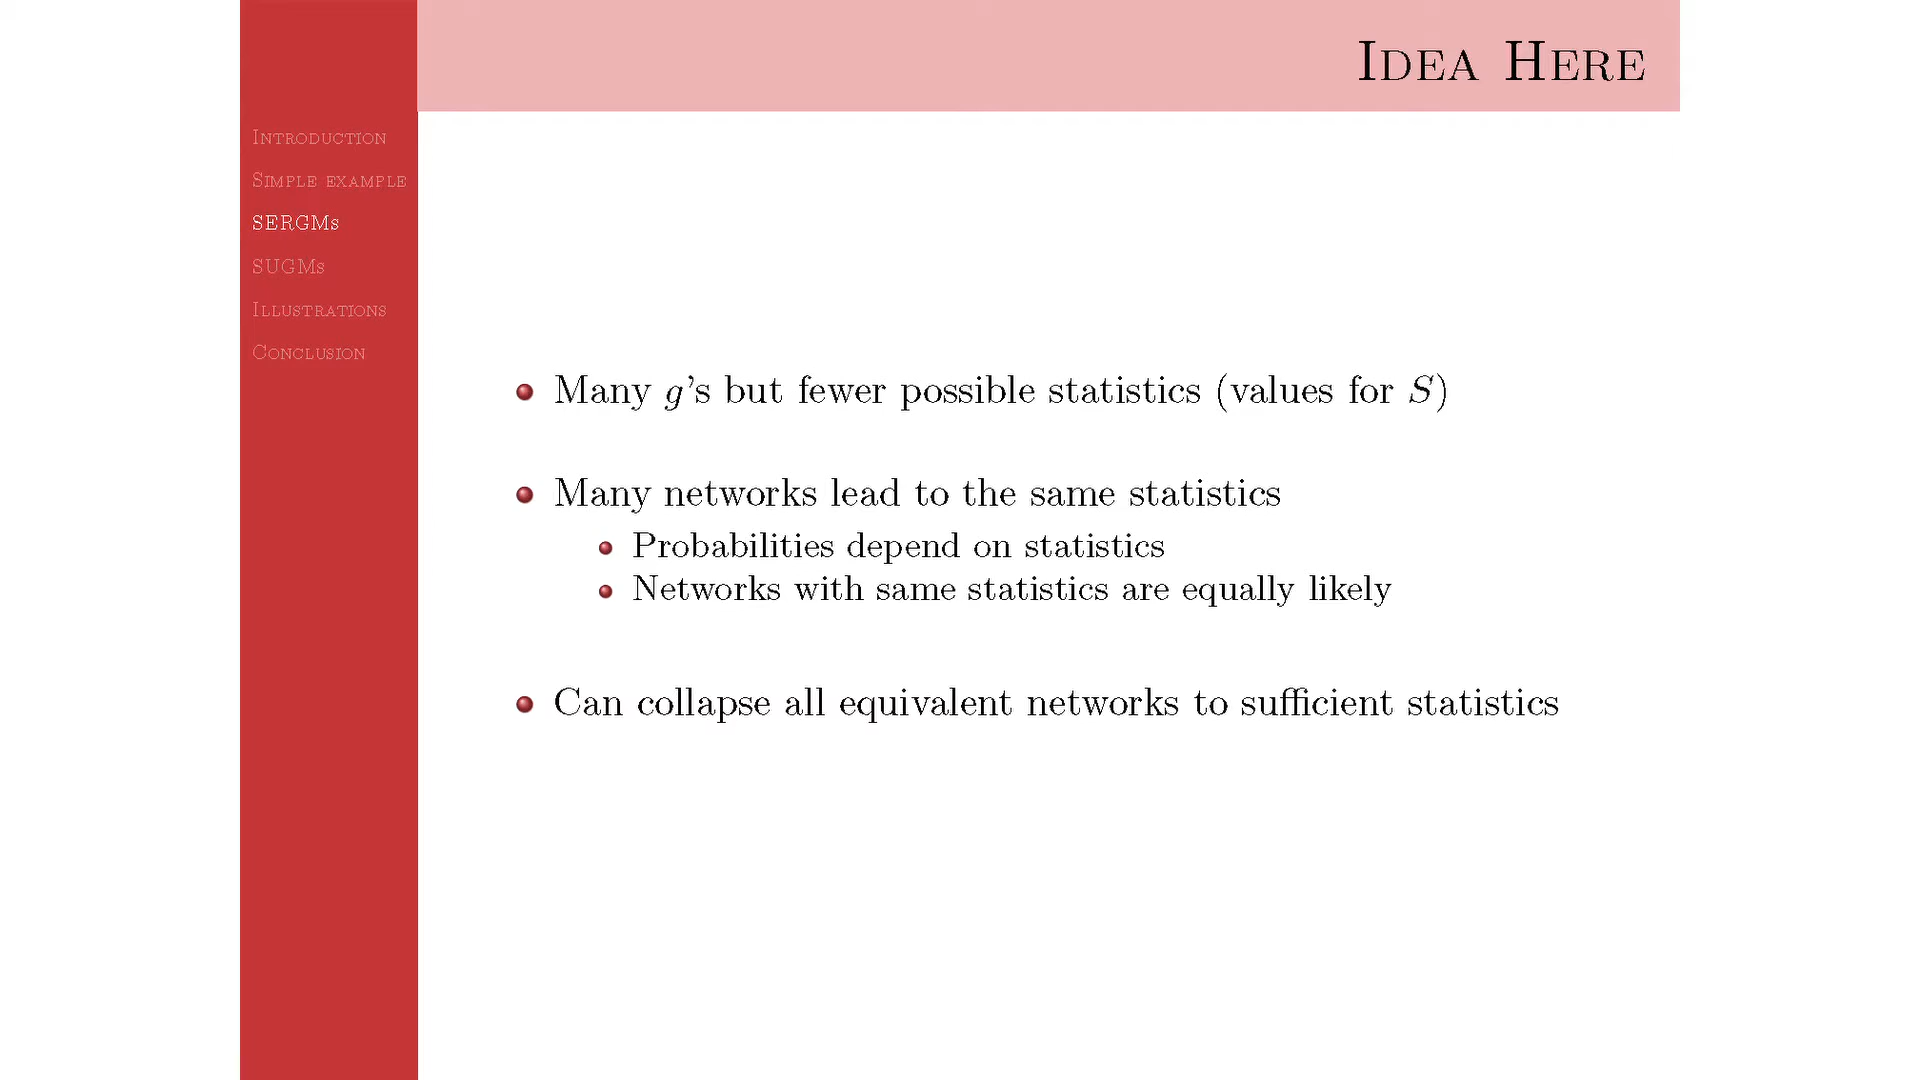 Idea Here
Introduction
Simple example
SERGMs
SUGMs
Illustrations
Conclusion
Many g's but fewer possible statistics (values for S)
Many networks lead to the same statistics
Probabilities depend on statistics
Networks with same statistics are equally likely
Can collapse all equivalent networks to sufficient statistics